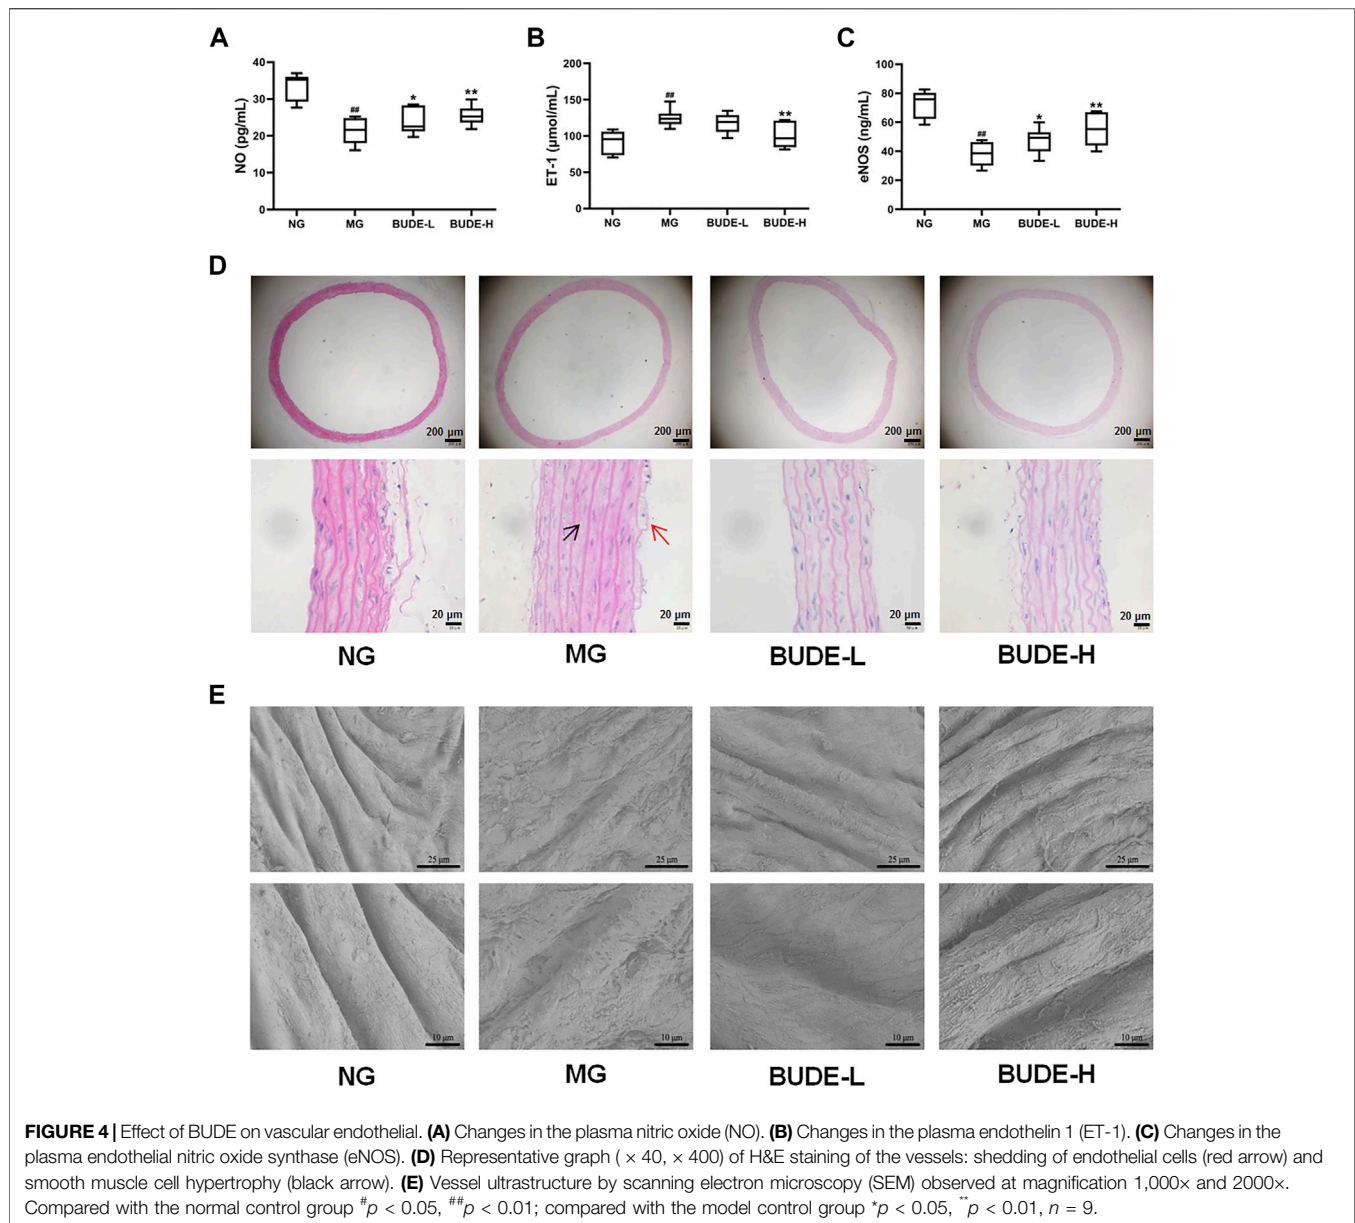 A
B
C
NO (pg/mL)
40
30
20
10
0
##
*
**
NG MG BUDE-L BUDE-H
ET-1 (µmol/mL)
200
150
100
50
0
##
**
NG MG BUDE-L BUDE-H
eNOS (ng/mL)
100
80
60
40
20
0
##
*
**
NG MG BUDE-L BUDE-H
D
200 µm 200 µm 200 µm 200 µm
20 µm 20 µm 20 µm 20 µm
NG MG BUDE-L BUDE-H
E
25 µm 25 µm 25 µm 25 µm
10 µm 10 µm 10 µm 10 µm
NG MG BUDE-L BUDE-H
FIGURE 4 | Effect of BUDE on vascular endothelial. (A) Changes in the plasma nitric oxide (NO). (B) Changes in the plasma endothelin 1 (ET-1). (C) Changes in the
plasma endothelial nitric oxide synthase (eNOS). (D) Representative graph ( × 40, × 400) of H&E staining of the vessels: shedding of endothelial cells (red arrow) and
smooth muscle cell hypertrophy (black arrow). (E) Vessel ultrastructure by scanning electron microscopy (SEM) observed at magnification 1,000× and 2000×.
Compared with the normal control group #p < 0.05, ##p < 0.01; compared with the model control group *p < 0.05, **p < 0.01, n = 9.